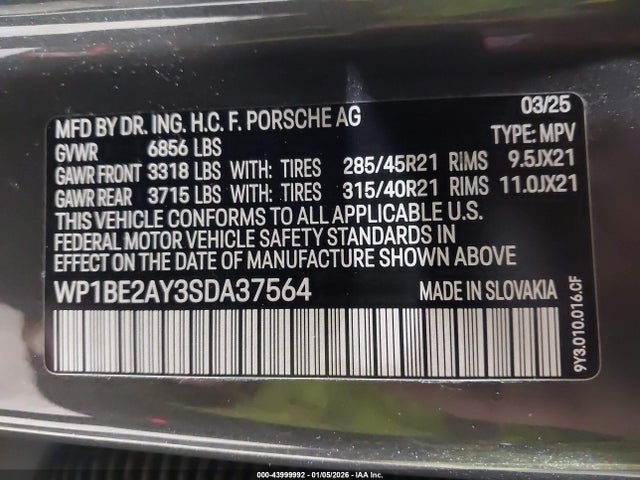 MFD BY DR. ING. H.C. F. PORSCHE AG 03/25
GVWR 6856 LBS TYPE: MPV
GAWR FRONT 3318 LBS WITH: TIRES 285/45R21 RIMS 9.5JX21
GAWR REAR 3715 LBS WITH: TIRES 315/40R21 RIMS 11.0JX21
THIS VEHICLE CONFORMS TO ALL APPLICABLE U.S.
FEDERAL MOTOR VEHICLE SAFETY STANDARDS IN
EFFECT ON THE DATE OF MANUFACTURE SHOWN ABOVE
WP1BE2AY3SDA37564 MADE IN SLOVAKIA
9Y3.010.016.CF
000-43999992 - 01/05/2026 - IAA Inc.